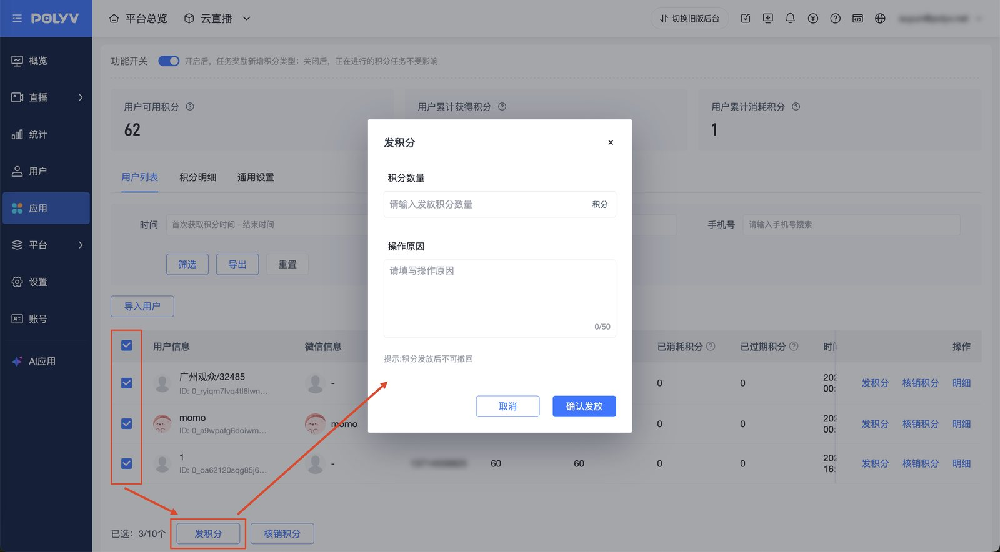 POLYV
平台总览
云直播
切换旧版后台
概览
直播
统计
用户
应用
平台
设置
账号
AI应用
功能开关
开启后，任务奖励新增积分类型；关闭后，正在进行的积分任务不受影响
用户可用积分
62
用户累计获得积分
用户累计消耗积分
1
用户列表
积分明细
通用设置
时间
首次获取积分时间 - 结束时间
手机号
请输入手机号搜索
筛选
导出
重置
导入用户
用户信息
微信信息
已消耗积分
已过期积分
操作
广州观众/32485
ID: 0_ryiqm7lvq4tl6lwn...
-
0
0
202
00:
发积分
核销积分
明细
momo
ID: 0_a9wpafg6doiwm...
momo
0
0
202
00:
发积分
核销积分
明细
1
ID: 0_oa62120sqg85j6...
-
60
60
0
0
202
16:
发积分
核销积分
明细
已选：3/10个
发积分
核销积分
发积分
×
积分数量
请输入发放积分数量
积分
操作原因
请填写操作原因
0/50
提示:积分发放后不可撤回
取消
确认发放